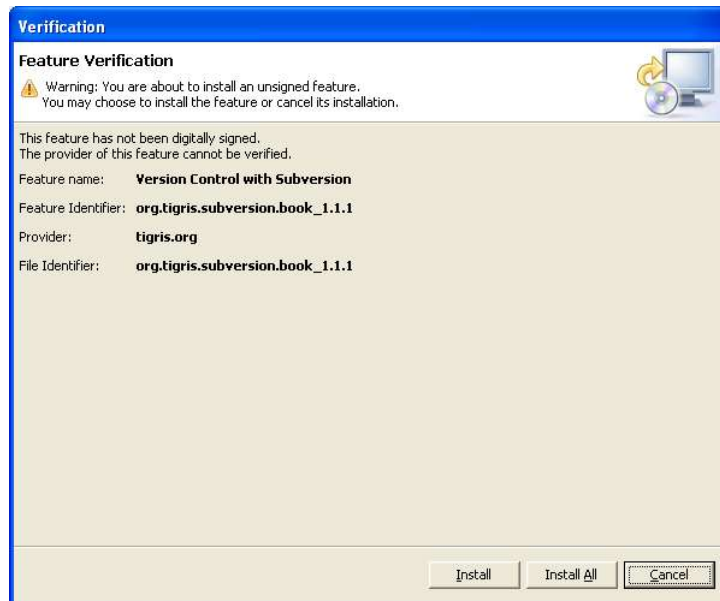 Verification
Feature Verification
Warning: You are about to install an unsigned feature.
You may choose to install the feature or cancel its installation.
This feature has not been digitally signed.
The provider of this feature cannot be verified.
Feature name: Version Control with Subversion
Feature Identifier: org.tigris.subversion.book_1.1.1
Provider: tigris.org
File Identifier: org.tigris.subversion.book_1.1.1
Install Install All Cancel